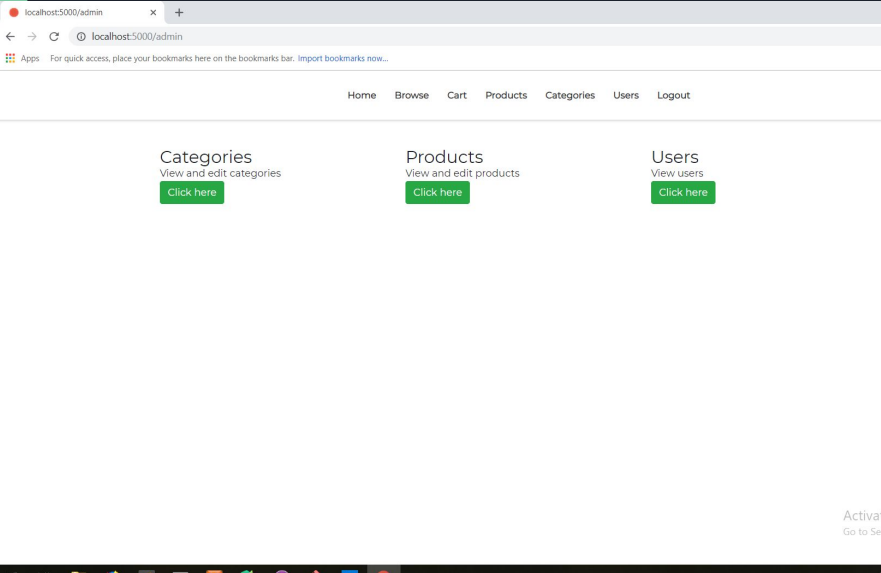 localhost:5000/admin
localhost:5000/admin
Apps For quick access, place your bookmarks here on the bookmarks bar. Import bookmarks now...
Home Browse Cart Products Categories Users Logout
Categories Products Users
View and edit categories View and edit products View users
Click here Click here Click here
Activa
Go to Se